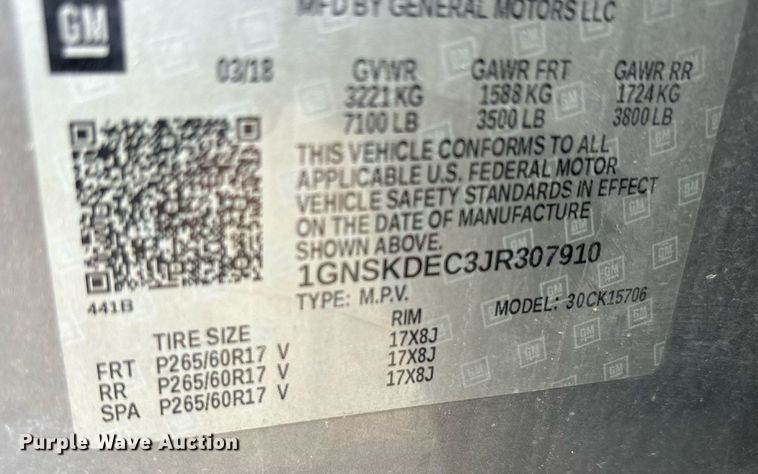 GM
MFD BY GENERAL MOTORS LLC
03/18 GVWR GAWR FRT GAWR RR
3221 KG 1588 KG 1724 KG
7100 LB 3500 LB 3800 LB
THIS VEHICLE CONFORMS TO ALL
APPLICABLE U.S. FEDERAL MOTOR
VEHICLE SAFETY STANDARDS IN EFFECT
ON THE DATE OF MANUFACTURE
SHOWN ABOVE.
1GNSKDEC3JR307910
441B TYPE: M.P.V. MODEL: 30CK15706
TIRE SIZE RIM
FRT P265/60R17 V 17X8J
RR P265/60R17 V 17X8J
SPA P265/60R17 V 17X8J
Purple Wave Auction